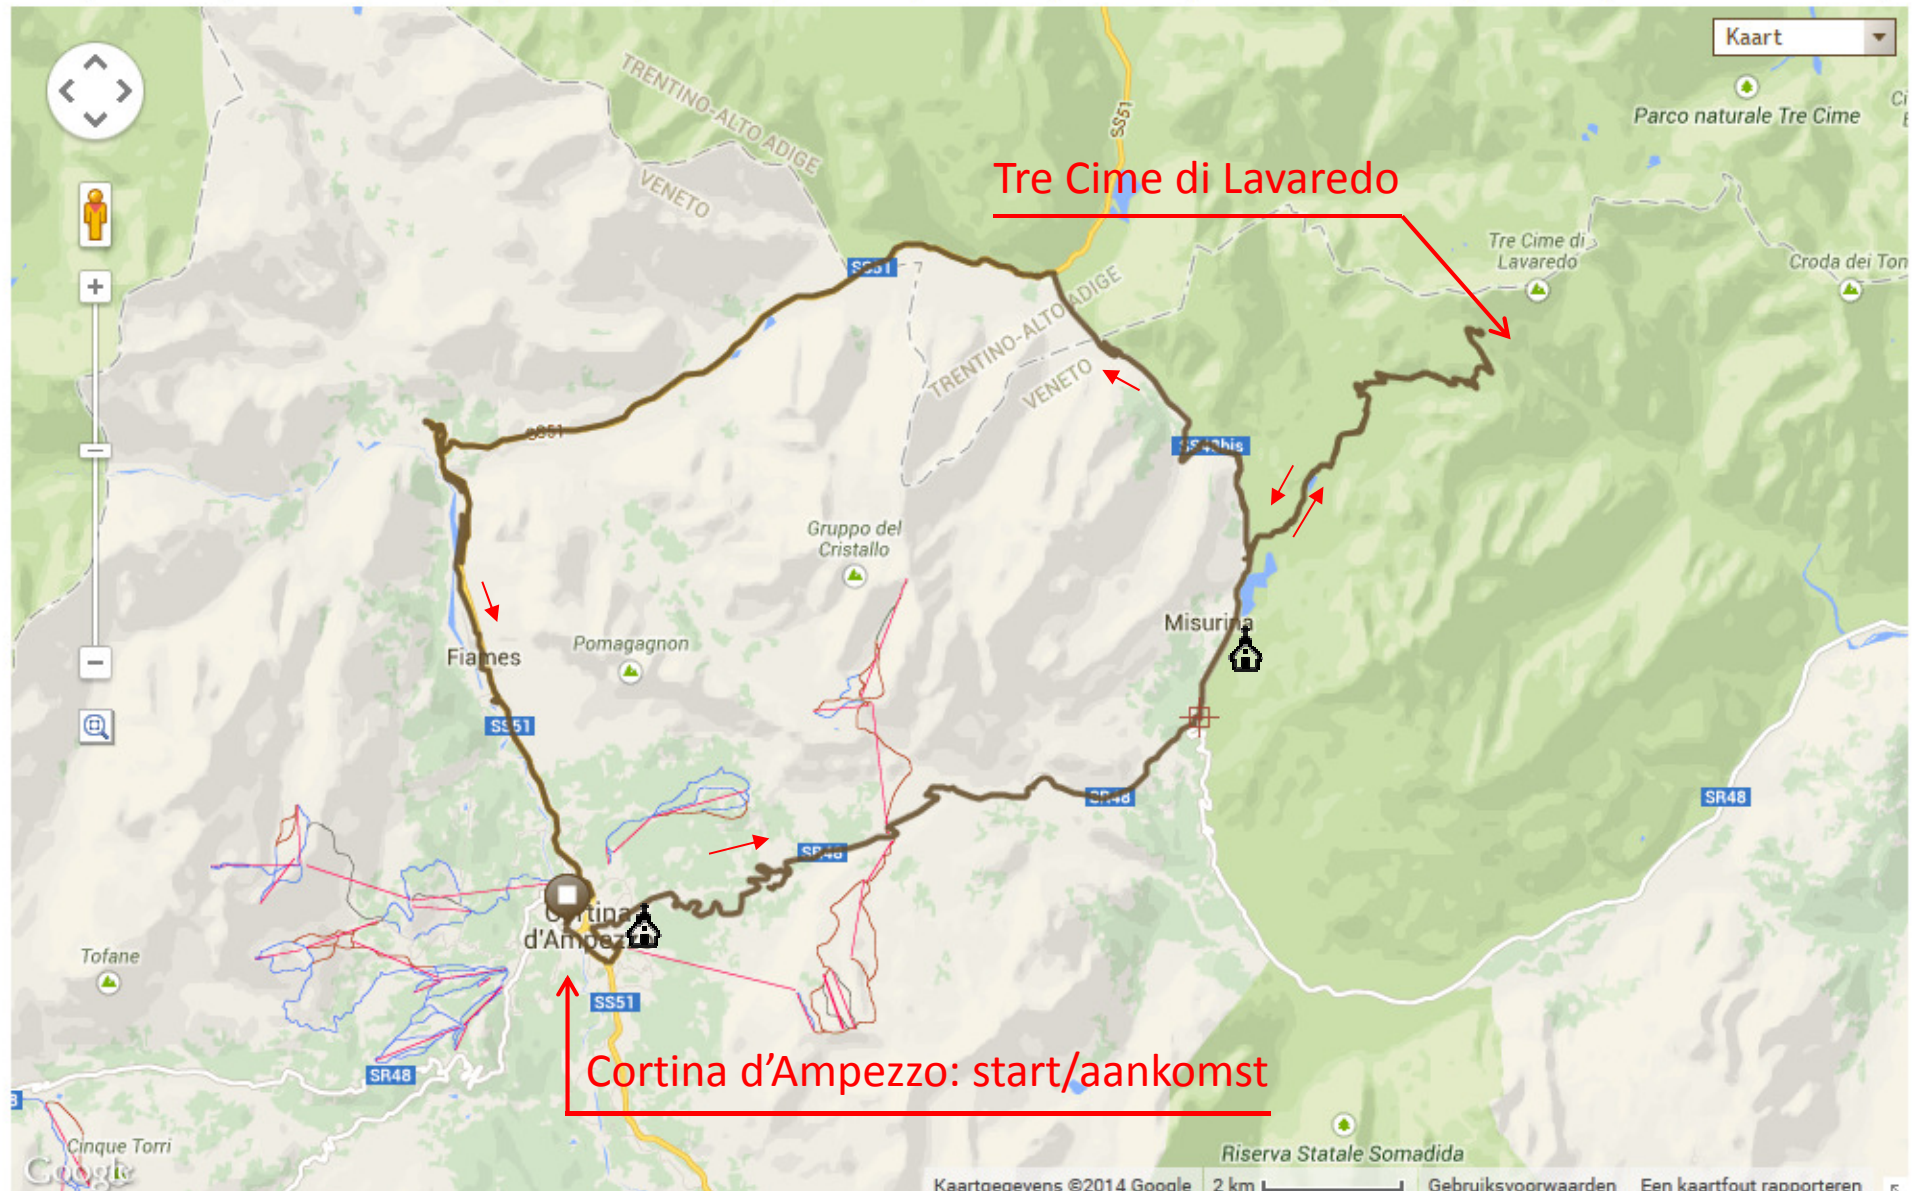 Kaart
Parco naturale Tre Cime
TRENTINO-ALTO ADIGE
VENETO
SS51
Tre Cime di Lavaredo
Tre Cime di
Lavaredo
Croda dei Ton
SS51
TRENTINO-ALTO ADIGE
VENETO
SS48bis
Gruppo del
Cristallo
Misurina
Pomagagnon
Fiames
SS51
SR48
SR48
SR48
Cortina
d'Ampezzo
Tofane
SS51
Cortina d'Ampezzo: start/aankomst
SR48
Cinque Torri
Google
Riserva Statale Somadida
Kaartgegevens ©2014 Google
2 km
Gebruiksvoorwaarden
Een kaartfout rapporteren